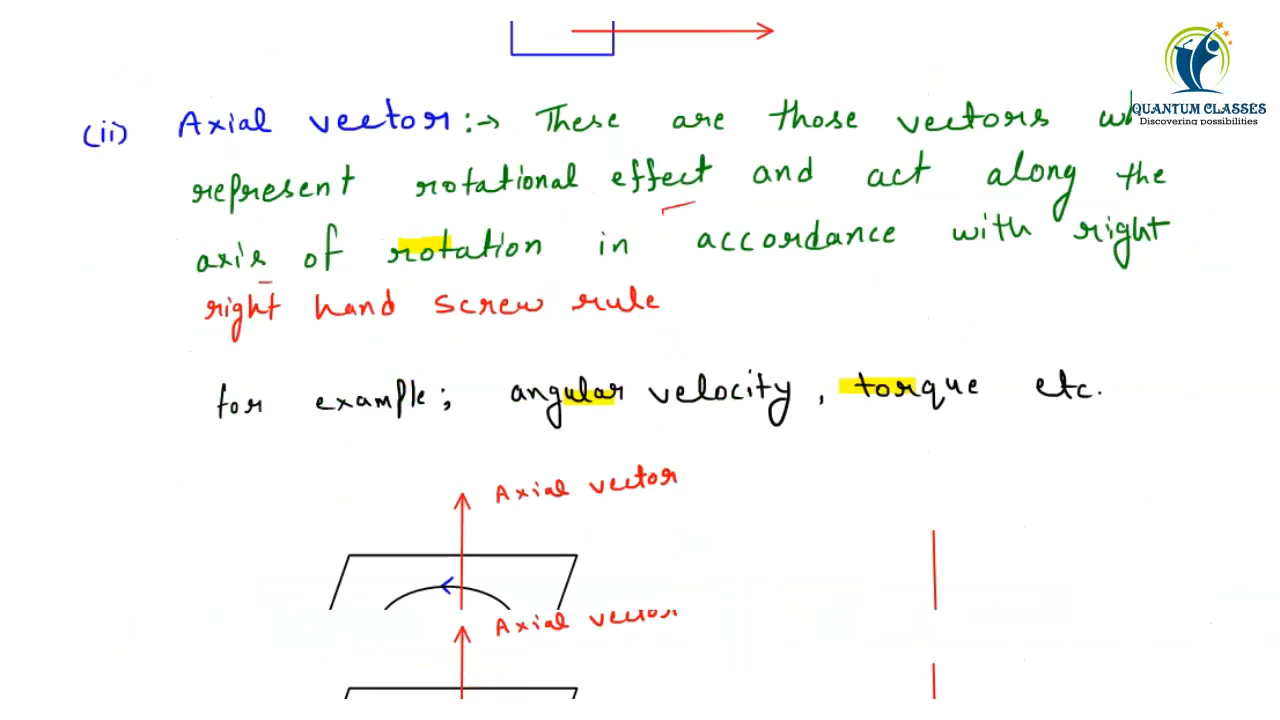 QUANTUM CLASSES
Discovering possibilities
(ii) Axial vector :→ These are those vectors
represent rotational effect and act along the
axis of rotation in accordance with right
right hand screw rule
for example; angular velocity, torque etc.
Axial vector
Axial vector